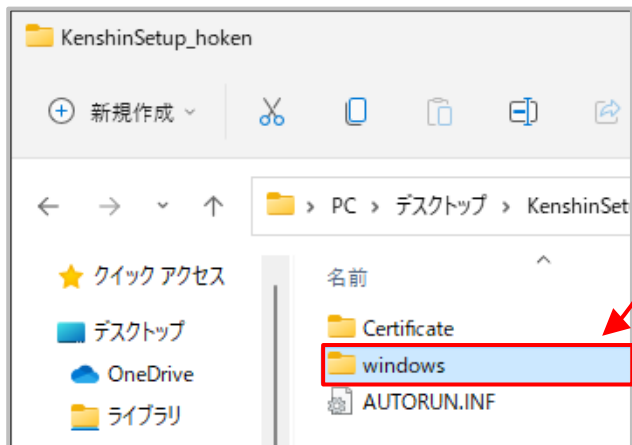 KenshinSetup_hoken
新規作成
PC > デスクトップ > KenshinSet
クイック アクセス
デスクトップ
OneDrive
ライブラリ
名前
Certificate
windows
AUTORUN.INF